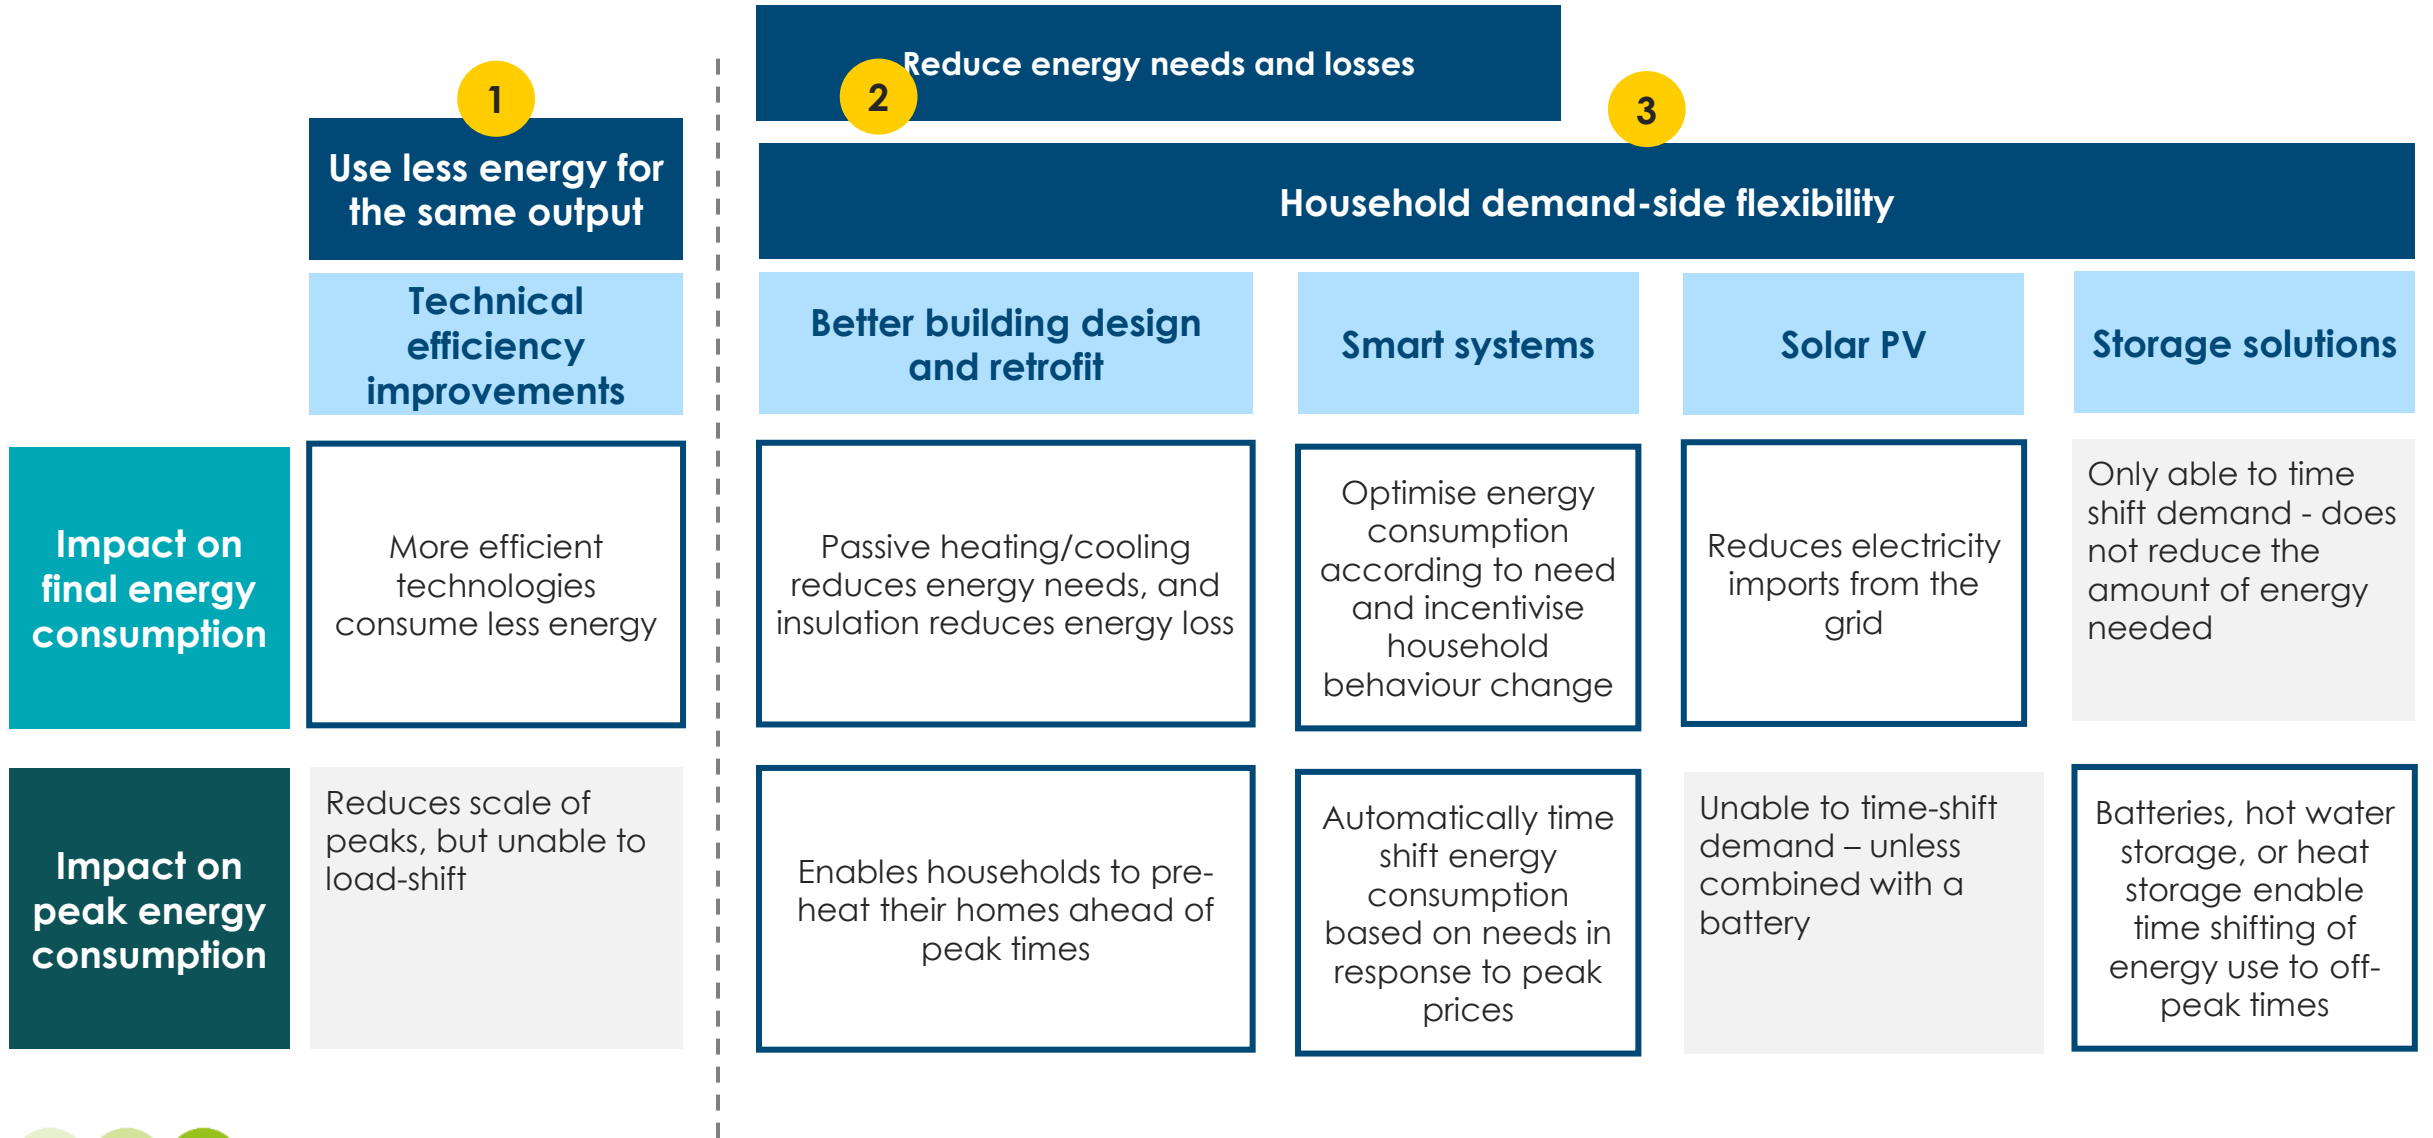 Reduce energy needs and losses
1
2
3
Use less energy for
the same output
Household demand-side flexibility
Technical
efficiency
improvements
Better building design
and retrofit
Smart systems
Solar PV
Storage solutions
Impact on
final energy
consumption
More efficient
technologies
consume less energy
Passive heating/cooling
reduces energy needs, and
insulation reduces energy loss
Optimise energy
consumption
according to need
and incentivise
household
behaviour change
Reduces electricity
imports from the
grid
Only able to time
shift demand - does
not reduce the
amount of energy
needed
Impact on
peak energy
consumption
Reduces scale of
peaks, but unable to
load-shift
Enables households to pre-
heat their homes ahead of
peak times
Automatically time
shift energy
consumption
based on needs in
response to peak
prices
Unable to time-shift
demand – unless
combined with a
battery
Batteries, hot water
storage, or heat
storage enable
time shifting of
energy use to off-
peak times